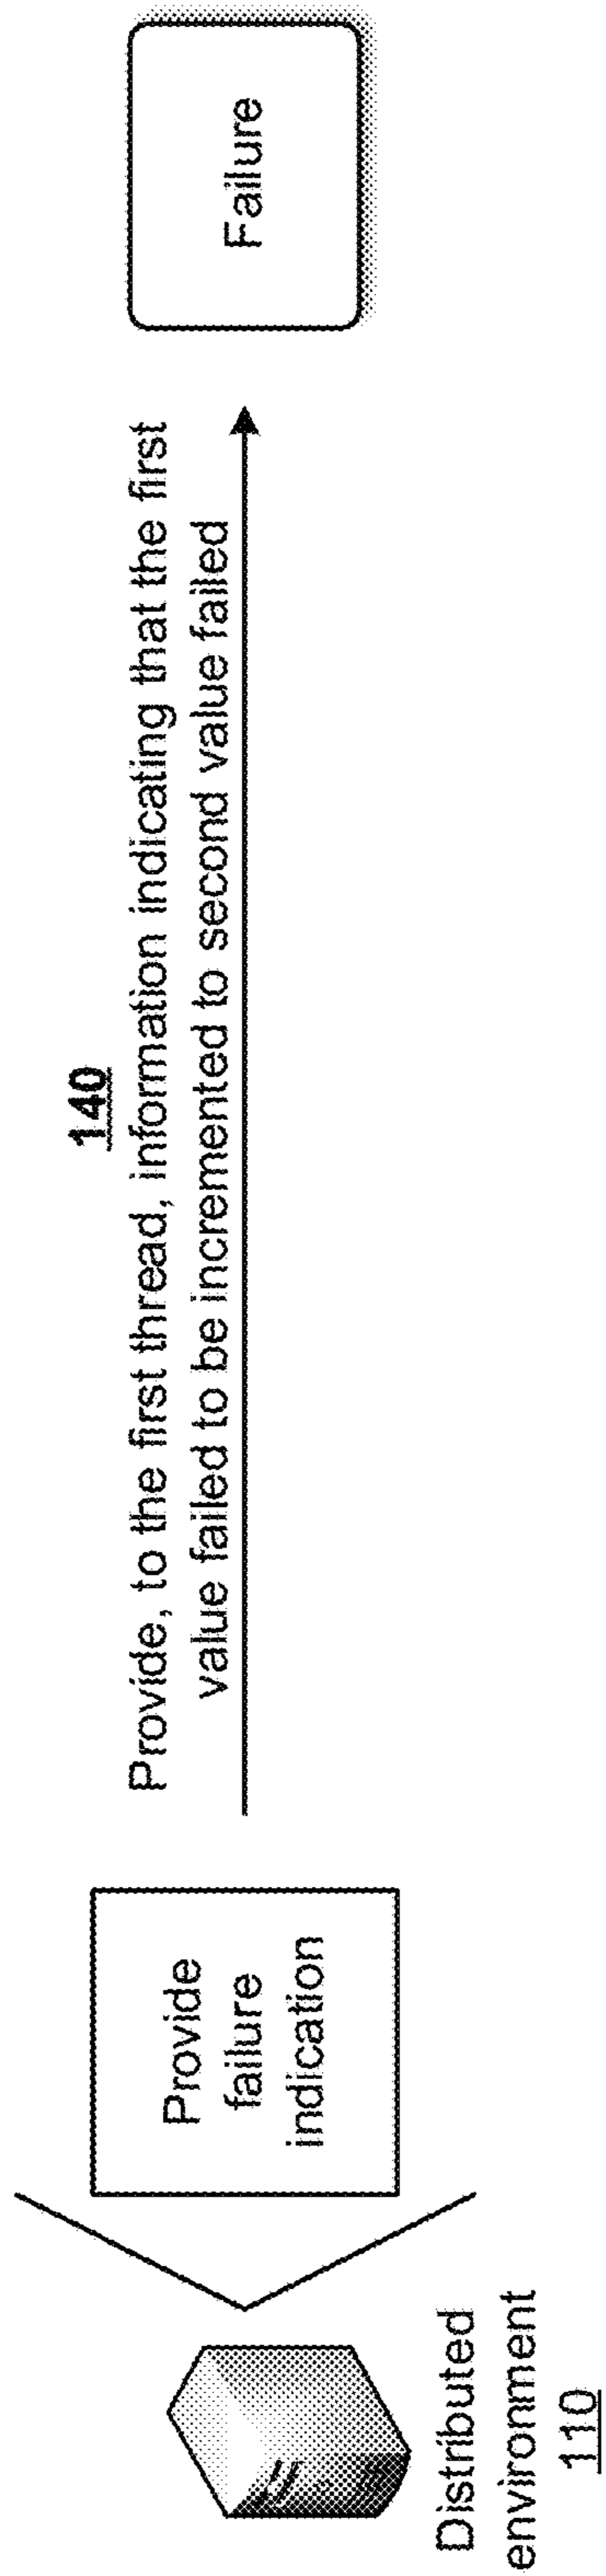 Distributed
environment
110
Provide
failure
indication
140
Provide, to the first thread, information indicating that the first
value failed to be incremented to second value failed
Failure